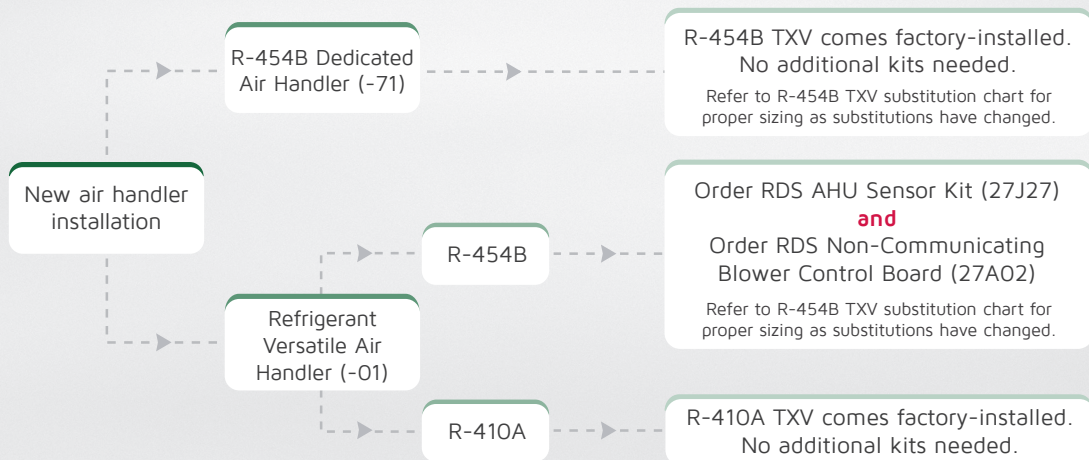 New air handler
installation
R-454B Dedicated
Air Handler (-71)
R-454B TXV comes factory-installed.
No additional kits needed.
Refer to R-454B TXV substitution chart for
proper sizing as substitutions have changed.
Refrigerant
Versatile Air
Handler (-01)
R-454B
Order RDS AHU Sensor Kit (27J27)
and
Order RDS Non-Communicating
Blower Control Board (27A02)
Refer to R-454B TXV substitution chart for
proper sizing as substitutions have changed.
R-410A
R-410A TXV comes factory-installed.
No additional kits needed.